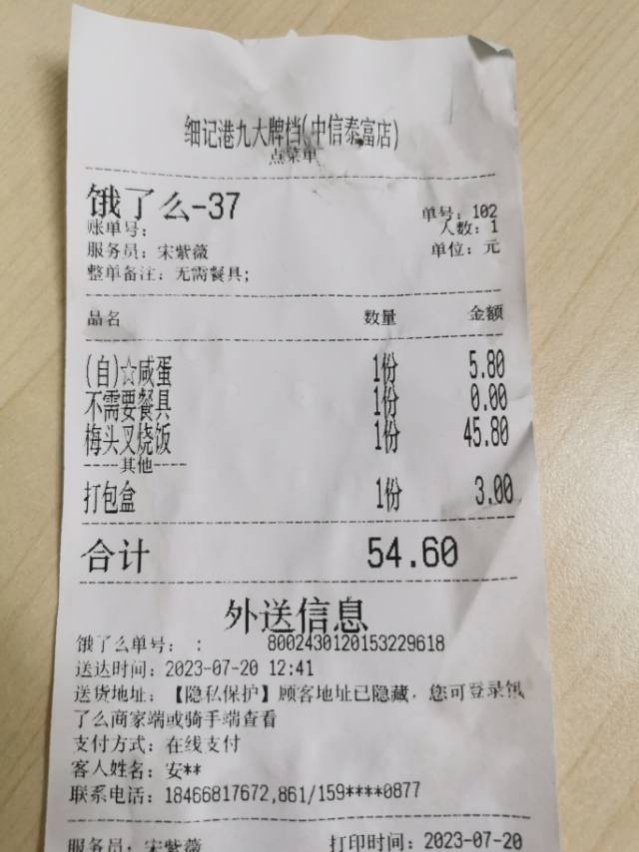 细记港九大牌档(中信泰富店)
点菜单
饿了么-37
单号: 102
账单号:
人数: 1
服务员: 宋紫薇
单位: 元
整单备注: 无需餐具;
品名 数量 金额
(自)☆咸蛋 1份 5.80
不需要餐具 1份 0.00
梅头叉烧饭 1份 45.80
----其他----
打包盒 1份 3.00
合计 54.60
外送信息
饿了么单号: : 8002430120153229618
送达时间: 2023-07-20 12:41
送货地址: 【隐私保护】顾客地址已隐藏, 您可登录饿
了么商家端或骑手端查看
支付方式: 在线支付
客人姓名: 安**
联系电话: 18466817672,861/159****0877
服务员: 宋紫薇 打印时间: 2023-07-20